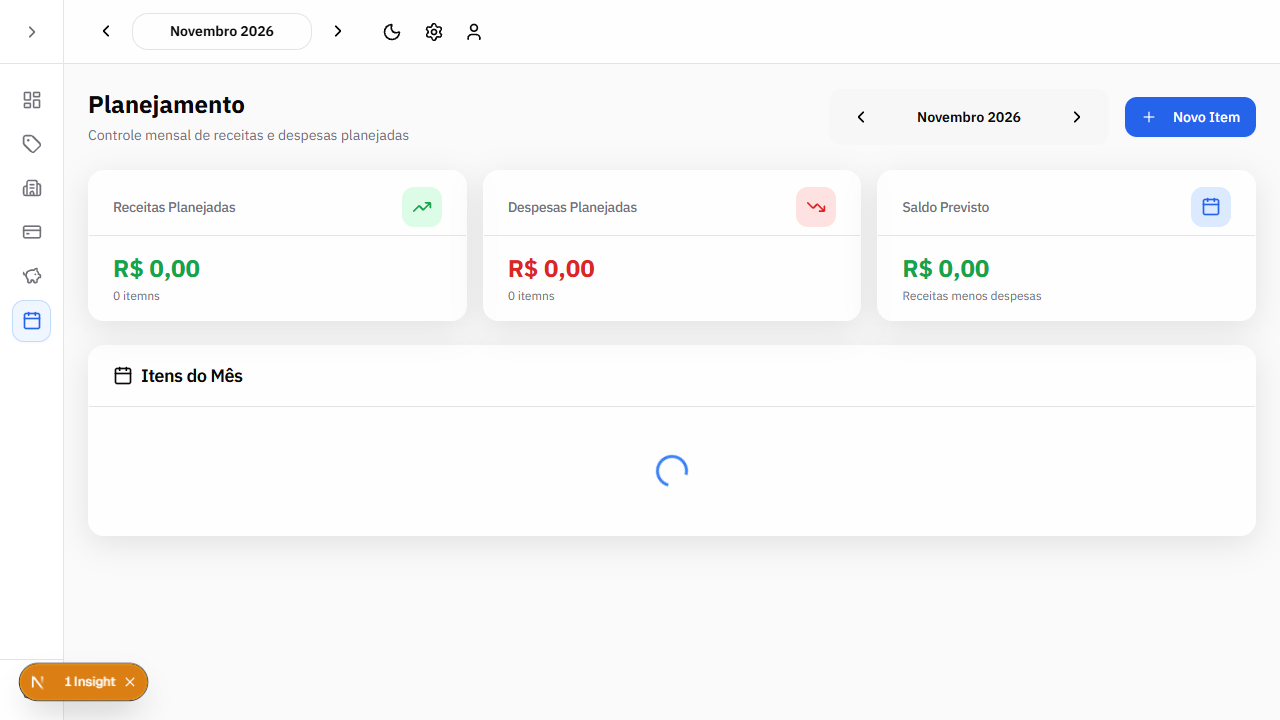 Novembro 2026
Planejamento
Controle mensal de receitas e despesas planejadas
Novembro 2026
Novo Item
Receitas Planejadas
R$ 0,00
0 itemns
Despesas Planejadas
R$ 0,00
0 itemns
Saldo Previsto
R$ 0,00
Receitas menos despesas
Itens do Mês
1 Insight